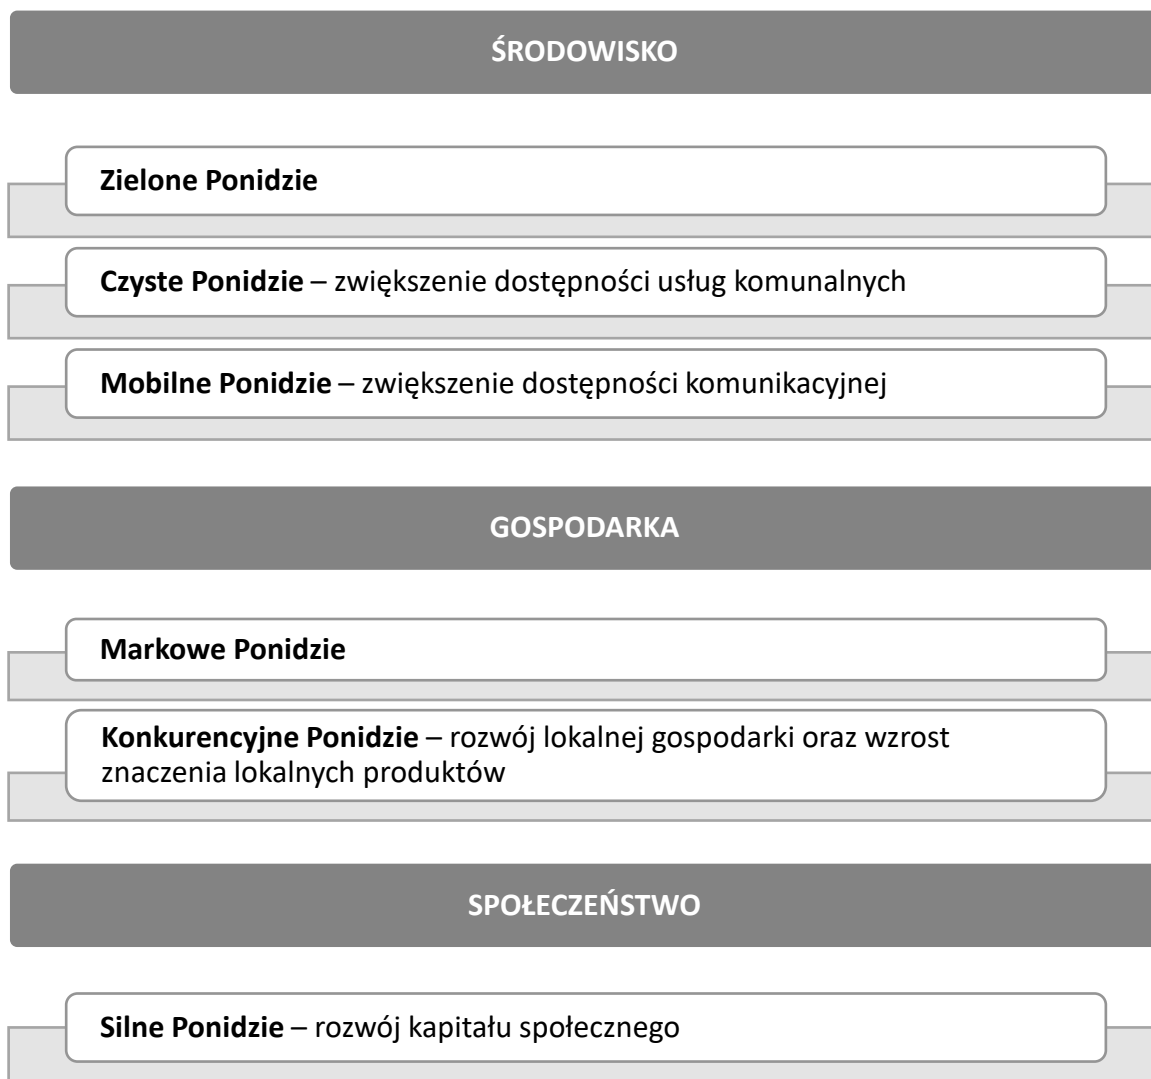 ŚRODOWISKO
Zielone Ponidzie
Czyste Ponidzie – zwiększenie dostępności usług komunalnych
Mobilne Ponidzie – zwiększenie dostępności komunikacyjnej
GOSPODARKA
Markowe Ponidzie
Konkurencyjne Ponidzie – rozwój lokalnej gospodarki oraz wzrost
znaczenia lokalnych produktów
SPOŁECZEŃSTWO
Silne Ponidzie – rozwój kapitału społecznego